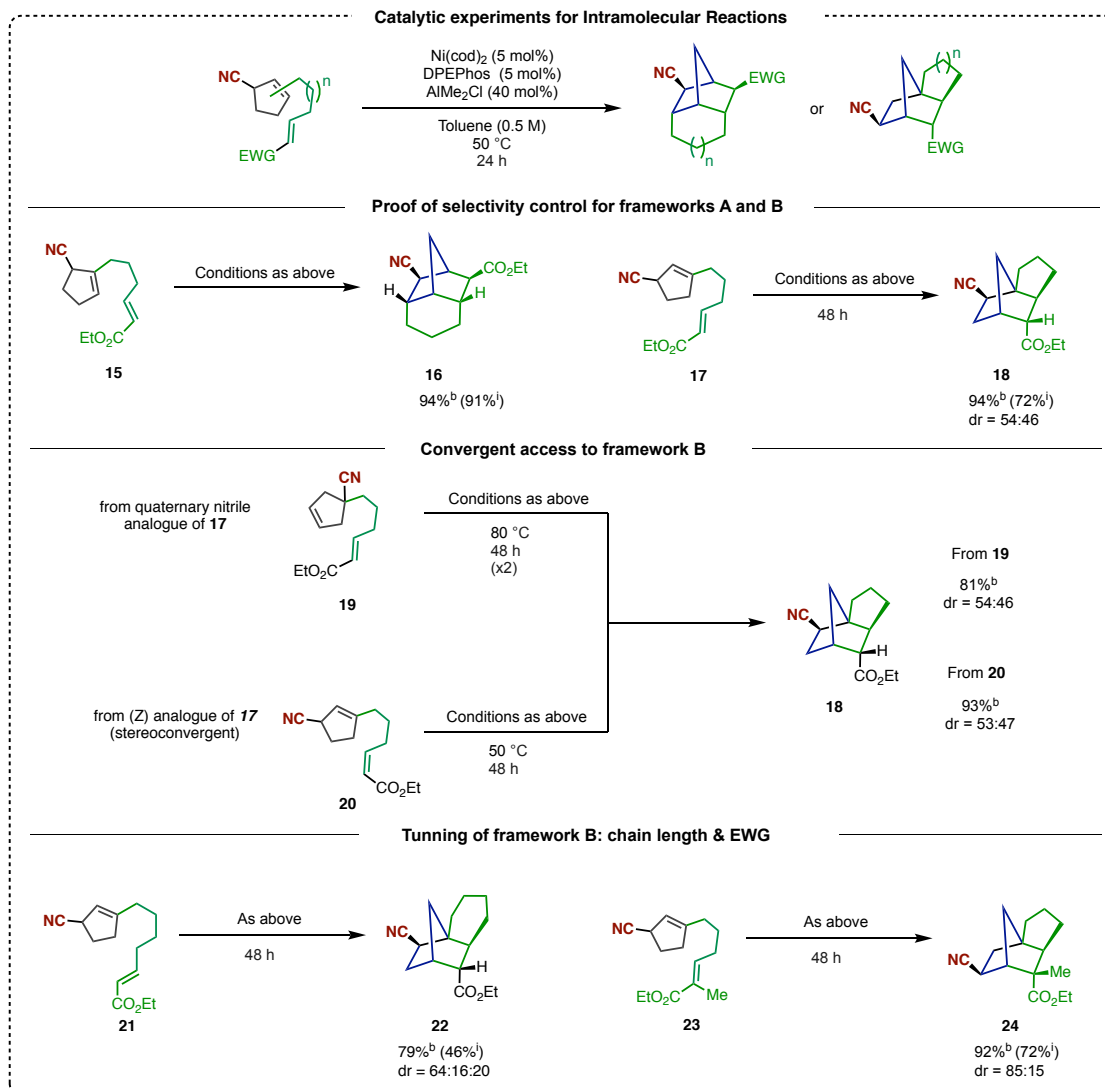 Catalytic experiments for Intramolecular Reactions
NC
n
EWG
Ni(cod)2 (5 mol%)
DPEPhos (5 mol%)
AlMe2Cl (40 mol%)
Toluene (0.5 M)
50 °C
24 h
NC
EWG
n
or
n
NC
EWG
Proof of selectivity control for frameworks A and B
NC
EtO2C
15
Conditions as above
NC
CO2Et
H
H
16
94%b (91%i)
NC
EtO2C
17
Conditions as above
48 h
NC
H
CO2Et
18
94%b (72%i)
dr = 54:46
Convergent access to framework B
from quaternary nitrile
analogue of 17
CN
EtO2C
19
Conditions as above
80 °C
48 h
(x2)
from (Z) analogue of 17
(stereoconvergent)
NC
CO2Et
20
Conditions as above
50 °C
48 h
NC
H
CO2Et
18
From 19
81%b
dr = 54:46
From 20
93%b
dr = 53:47
Tunning of framework B: chain length & EWG
NC
CO2Et
21
As above
48 h
NC
H
CO2Et
22
79%b (46%i)
dr = 64:16:20
NC
EtO2C
Me
23
As above
48 h
NC
Me
CO2Et
24
92%b (72%i)
dr = 85:15